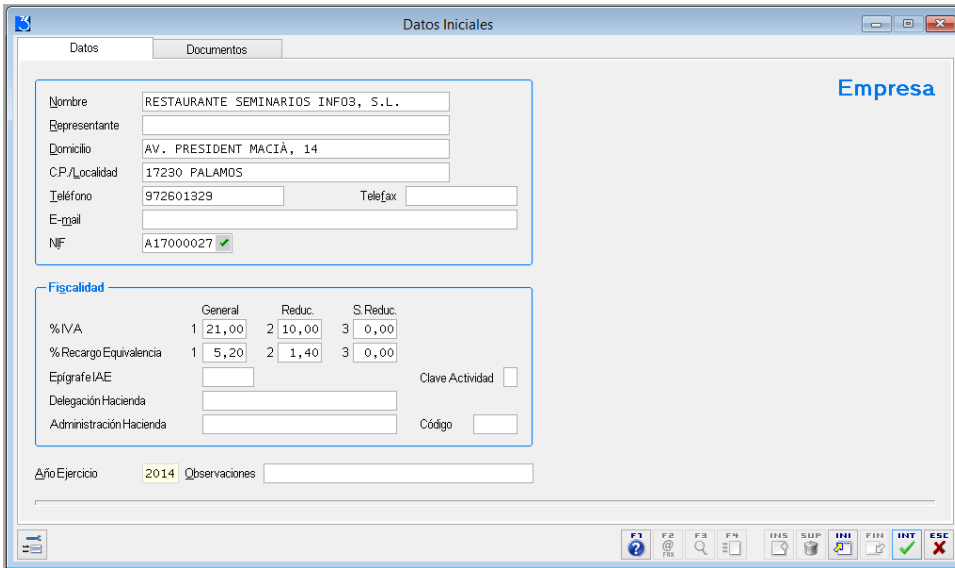 3 Datos Iniciales
Datos Documentos
Empresa
Nombre RESTAURANTE SEMINARIOS INFO3, S.L.
Representante
Domicilio AV. PRESIDENT MACIÀ, 14
C.P./Localidad 17230 PALAMOS
Teléfono 972601329 Telefax
E-mail
NIF A17000027
Fiscalidad
General Reduc. S.Reduc.
%IVA 1 21,00 2 10,00 3 0,00
% Recargo Equivalencia 1 5,20 2 1,40 3 0,00
Epígrafe IAE Clave Actividad
Delegación Hacienda
Administración Hacienda Código
Año Ejercicio 2014 Observaciones
F1 F2 F3 F4 INS SUP INI FIN INT ESC
? @ FRX